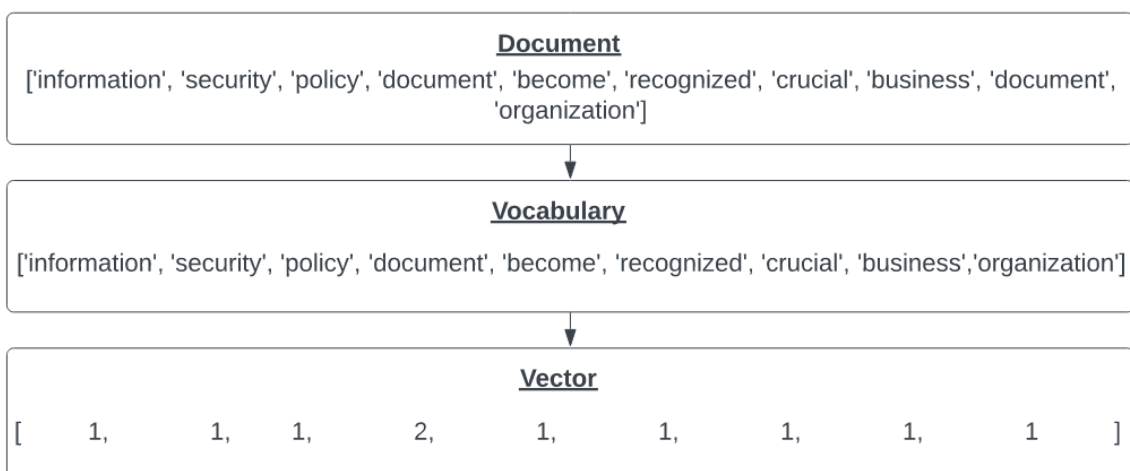 Document
['information', 'security', 'policy', 'document', 'become', 'recognized', 'crucial', 'business', 'document',
'organization']
Vocabulary
['information', 'security', 'policy', 'document', 'become', 'recognized', 'crucial', 'business','organization']
Vector
[ 1, 1, 1, 2, 1, 1, 1, 1, 1 ]